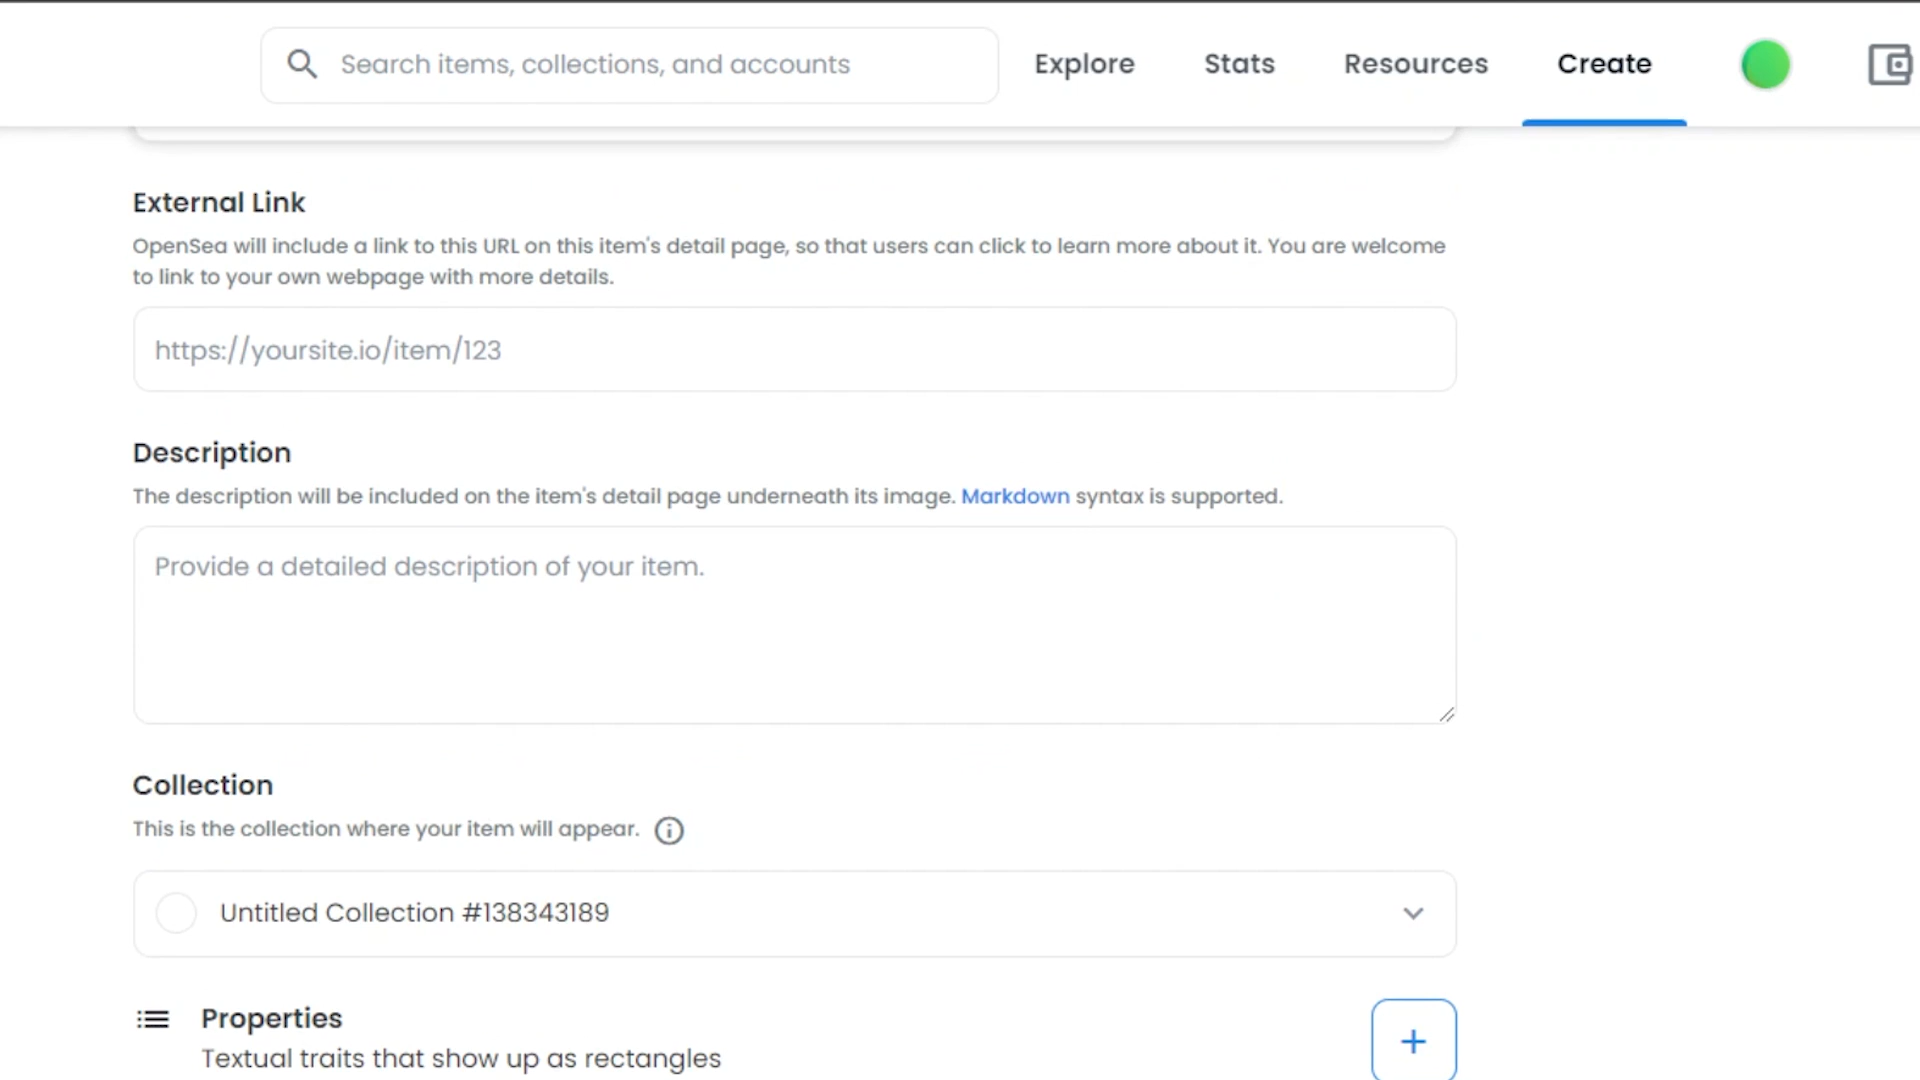 Search items, collections, and accounts
Explore
Stats
Resources
Create
External Link
OpenSea will include a link to this URL on this item's detail page, so that users can click to learn more about it. You are welcome
to link to your own webpage with more details.
https://yoursite.io/item/123
Description
The description will be included on the item's detail page underneath its image. Markdown syntax is supported.
Provide a detailed description of your item.
Collection
This is the collection where your item will appear.
Untitled Collection #138343189
Properties
Textual traits that show up as rectangles